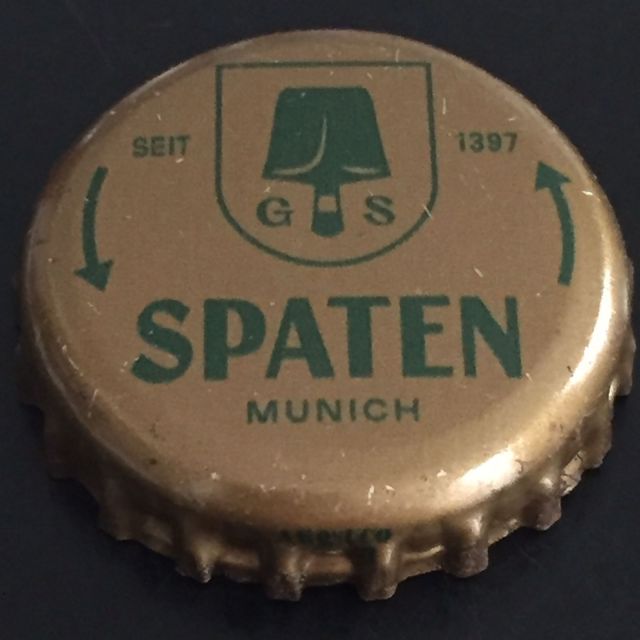 SEIT 1397
G S
SPATEN
MUNICH